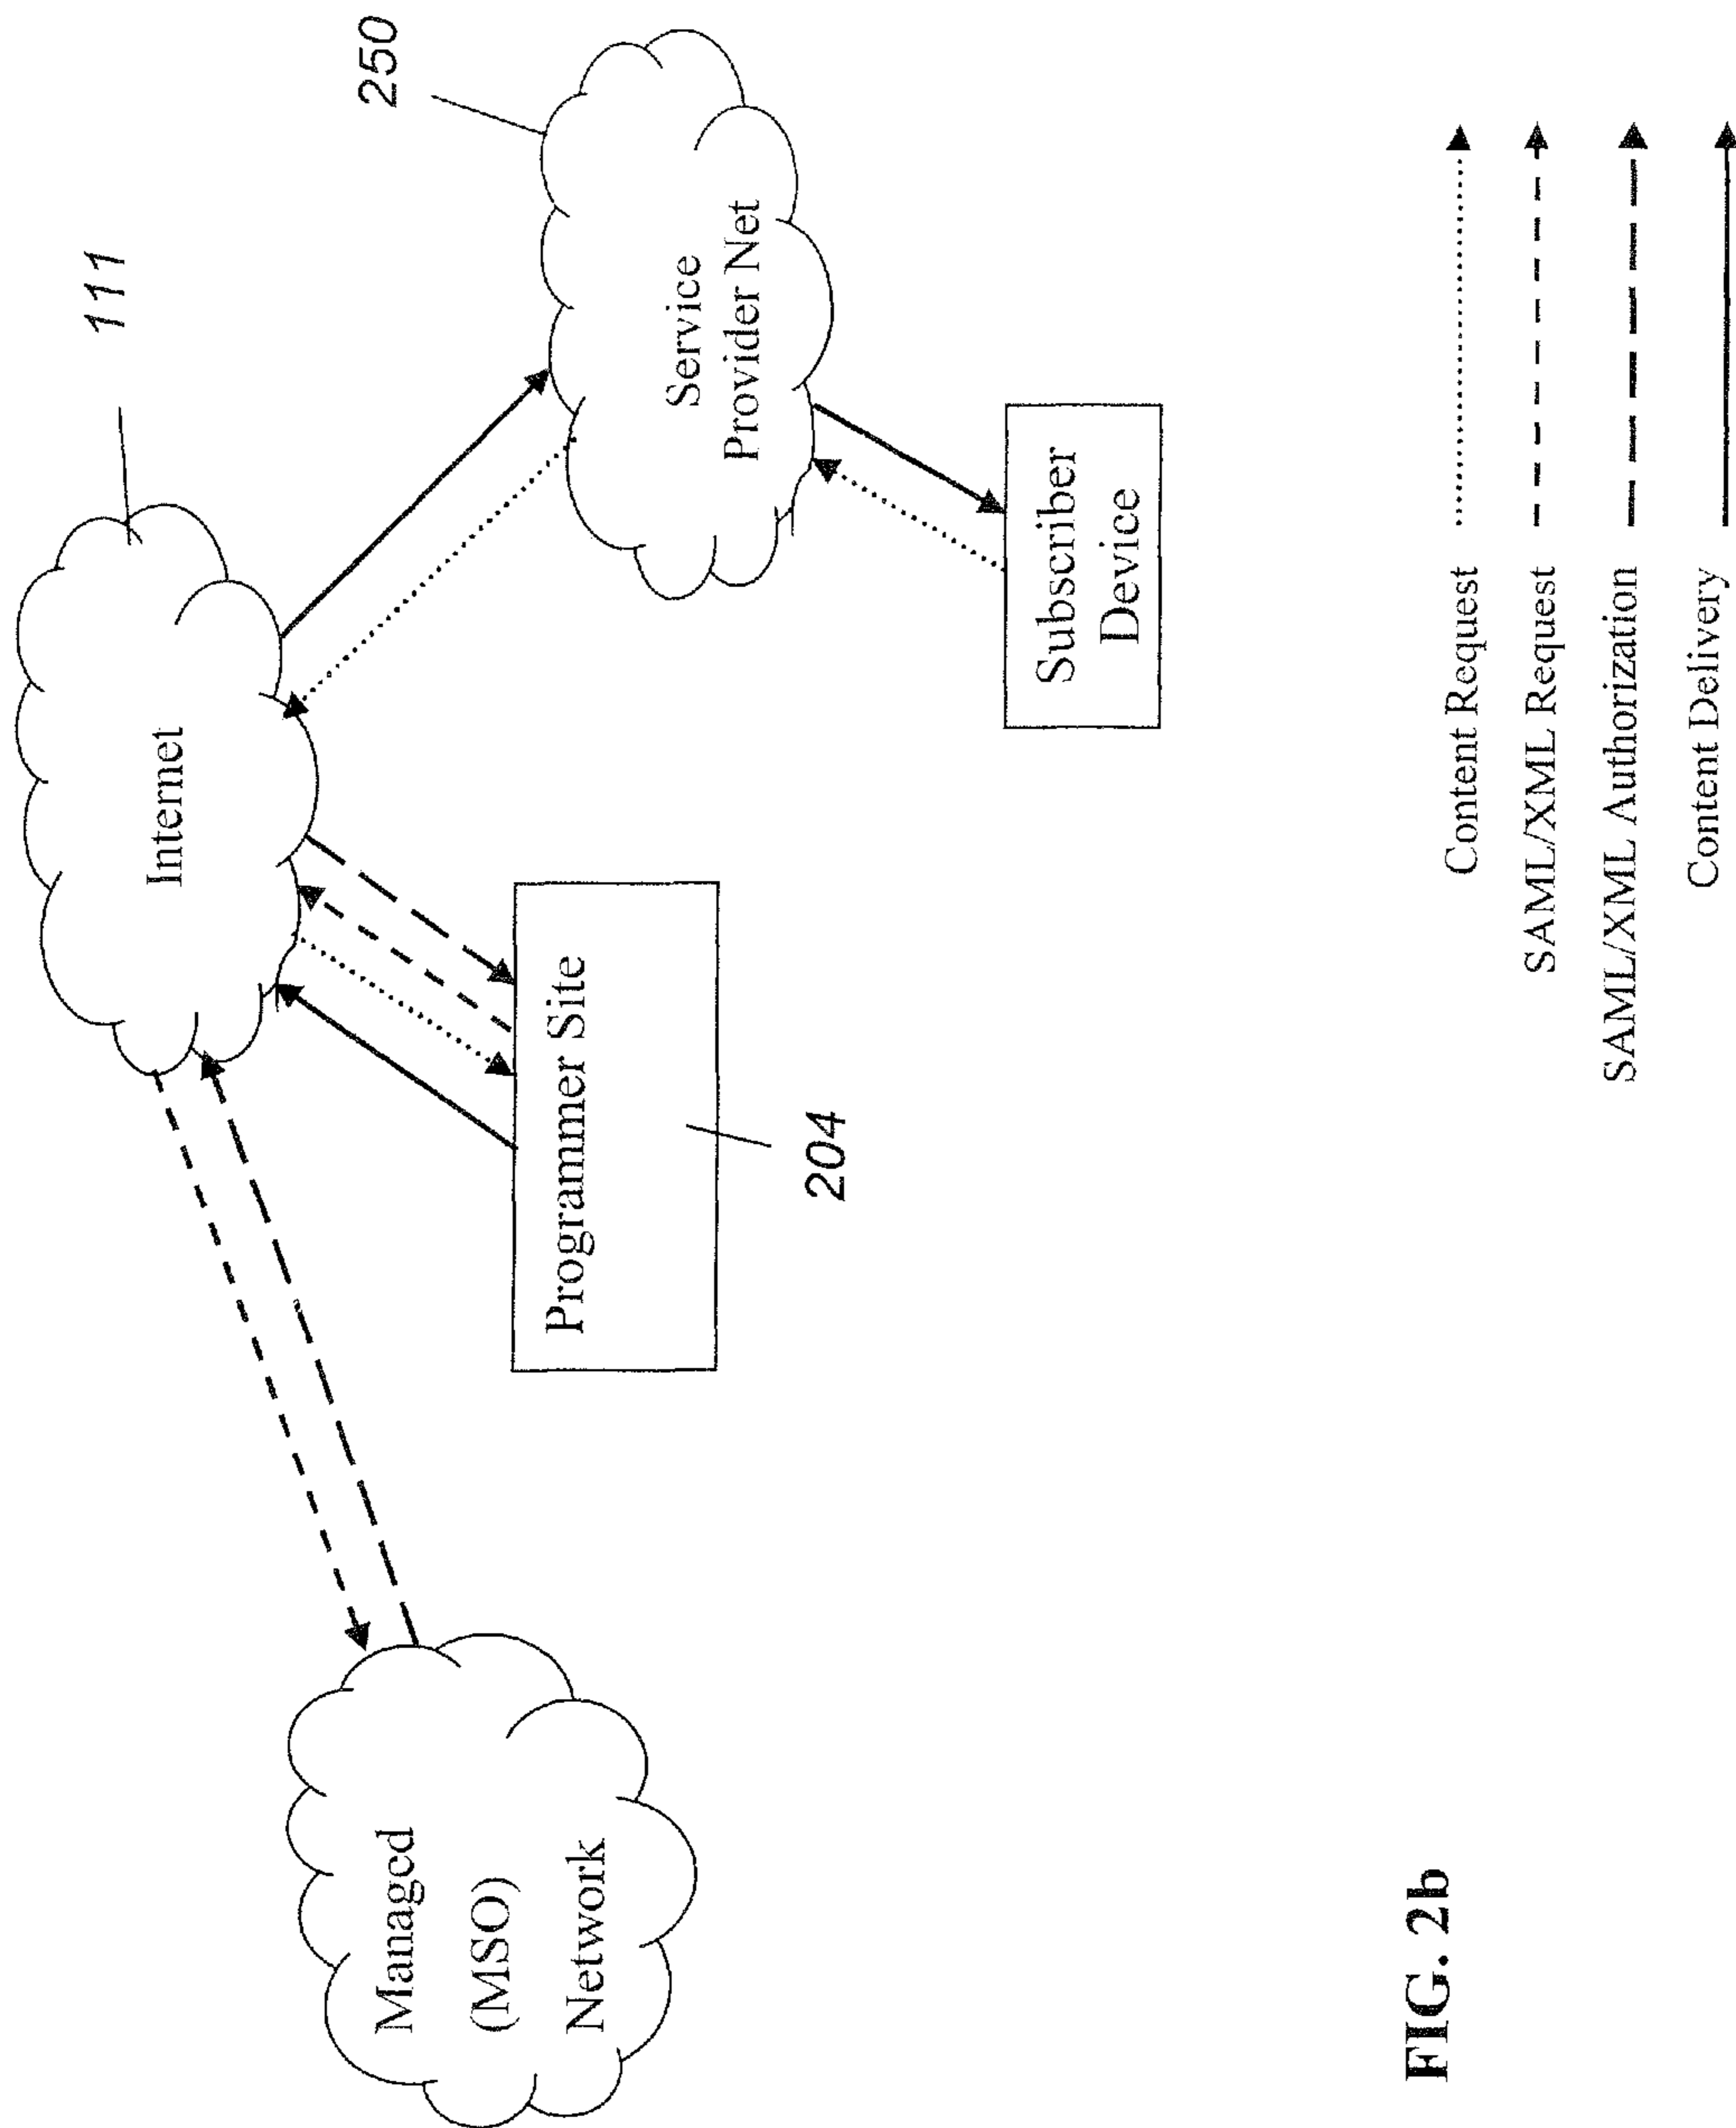 111
250
Internet
Service
Provider Net
Managed
(MSO)
Network
Programmer Site
204
Subscriber
Device
Content Request
SAML/XML Request
SAML/XML Authorization
Content Delivery
FIG. 2b